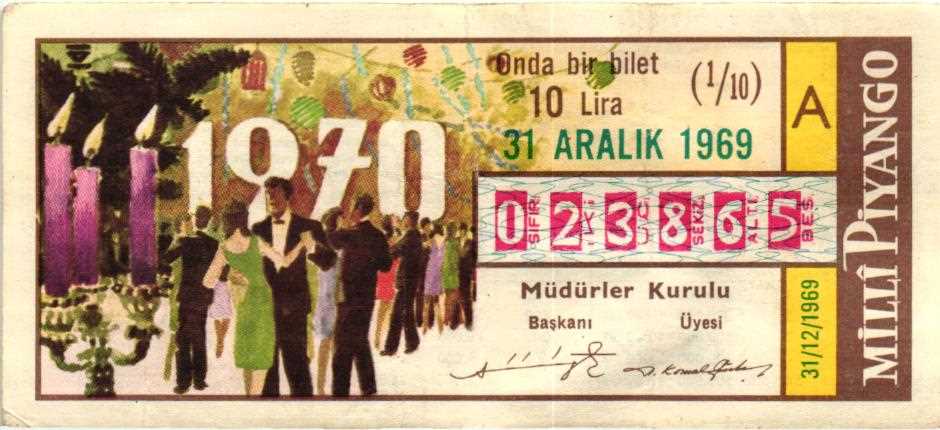 1970
Onda bir bilet
10 Lira
(1/10)
31 ARALIK 1969
A
0 SIFIR 2 İKİ 3 ÜÇ 8 SEKİZ 6 ALTI 5 BEŞ
Müdürler Kurulu
Başkanı Üyesi
31/12/1969
MİLLÎ PİYANGO